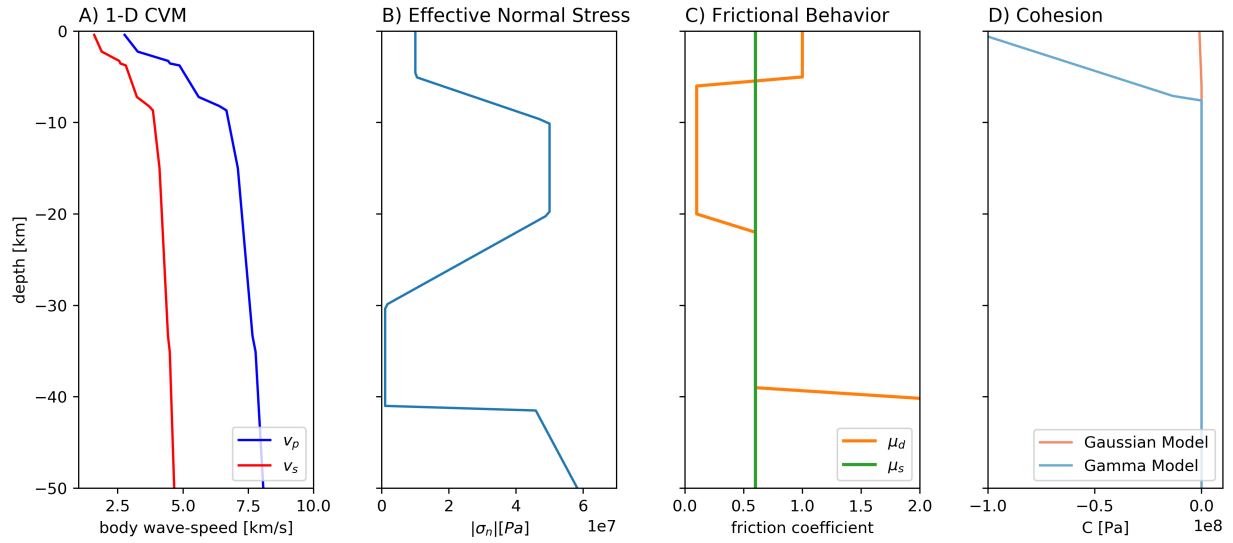 A) 1-D CVM
B) Effective Normal Stress
C) Frictional Behavior
D) Cohesion
depth [km]
0
−10
−20
−30
−40
−50
2.5 5.0 7.5 10.0
body wave-speed [km/s]
v_p
v_s
0 2 4 6
1e7
|σ_n|[Pa]
0.0 0.5 1.0 1.5 2.0
friction coefficient
μ_d
μ_s
−1.0 −0.5 0.0
1e8
C [Pa]
Gaussian Model
Gamma Model